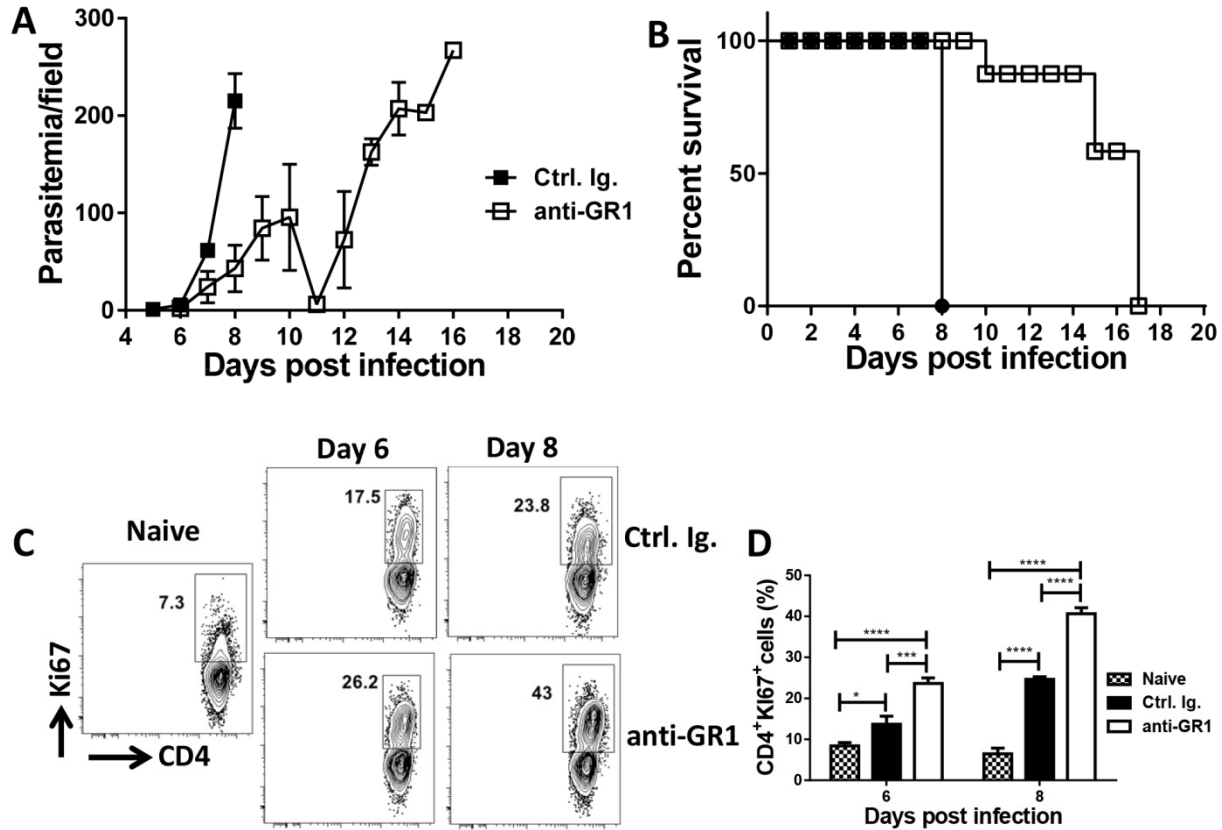 A
Parasitemia/field
300
200
100
0
4 6 8 10 12 14 16 18 20
Days post infection
Ctrl. Ig.
anti-GR1
B
Percent survival
100
50
0
0 2 4 6 8 10 12 14 16 18 20
Days post infection
C
Naive
Day 6
Day 8
7.3
17.5
23.8
Ctrl. Ig.
26.2
43
anti-GR1
Ki67
CD4
D
CD4+KI67+cells (%)
50
40
30
20
10
0
* *** ****
**** **** ****
6 8
Days post infection
Naive
Ctrl. Ig.
anti-GR1